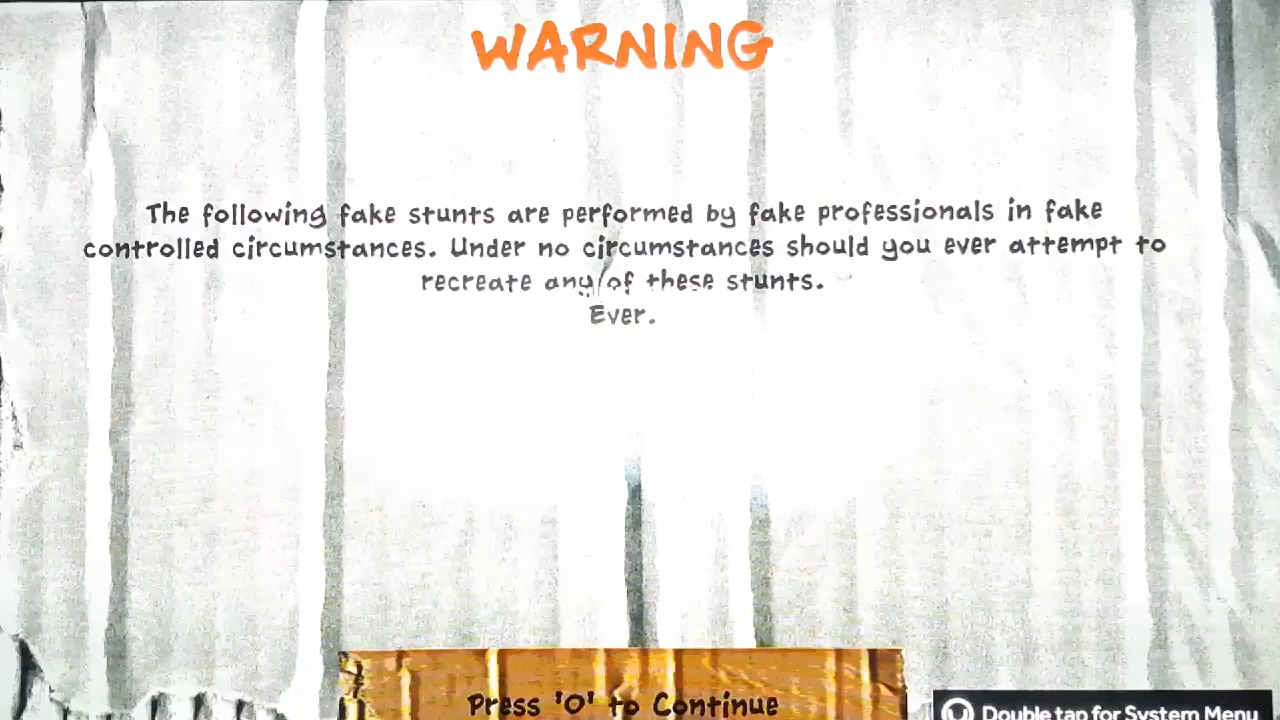 WARNING
The following fake stunts are performed by fake professionals in fake
controlled circumstances. Under no circumstances should you ever attempt to
recreate any of these stunts.
Ever.
Press 'O' to Continue
Double tap for System Menu